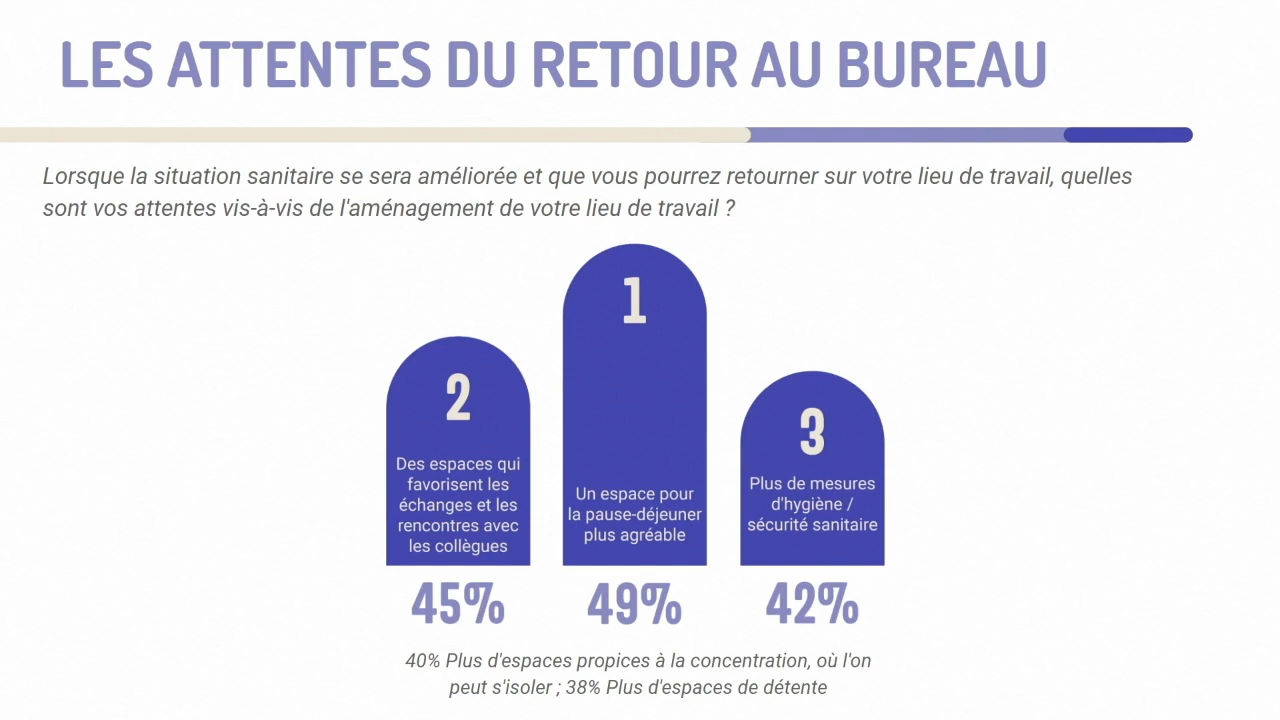 LES ATTENTES DU RETOUR AU BUREAU
Lorsque la situation sanitaire se sera améliorée et que vous pourrez retourner sur votre lieu de travail, quelles
sont vos attentes vis-à-vis de l'aménagement de votre lieu de travail ?
1
Un espace pour
la pause-déjeuner
plus agréable
49%
2
Des espaces qui
favorisent les
échanges et les
rencontres avec
les collègues
45%
3
Plus de mesures
d'hygiène /
sécurité sanitaire
42%
40% Plus d'espaces propices à la concentration, où l'on
peut s'isoler ; 38% Plus d'espaces de détente